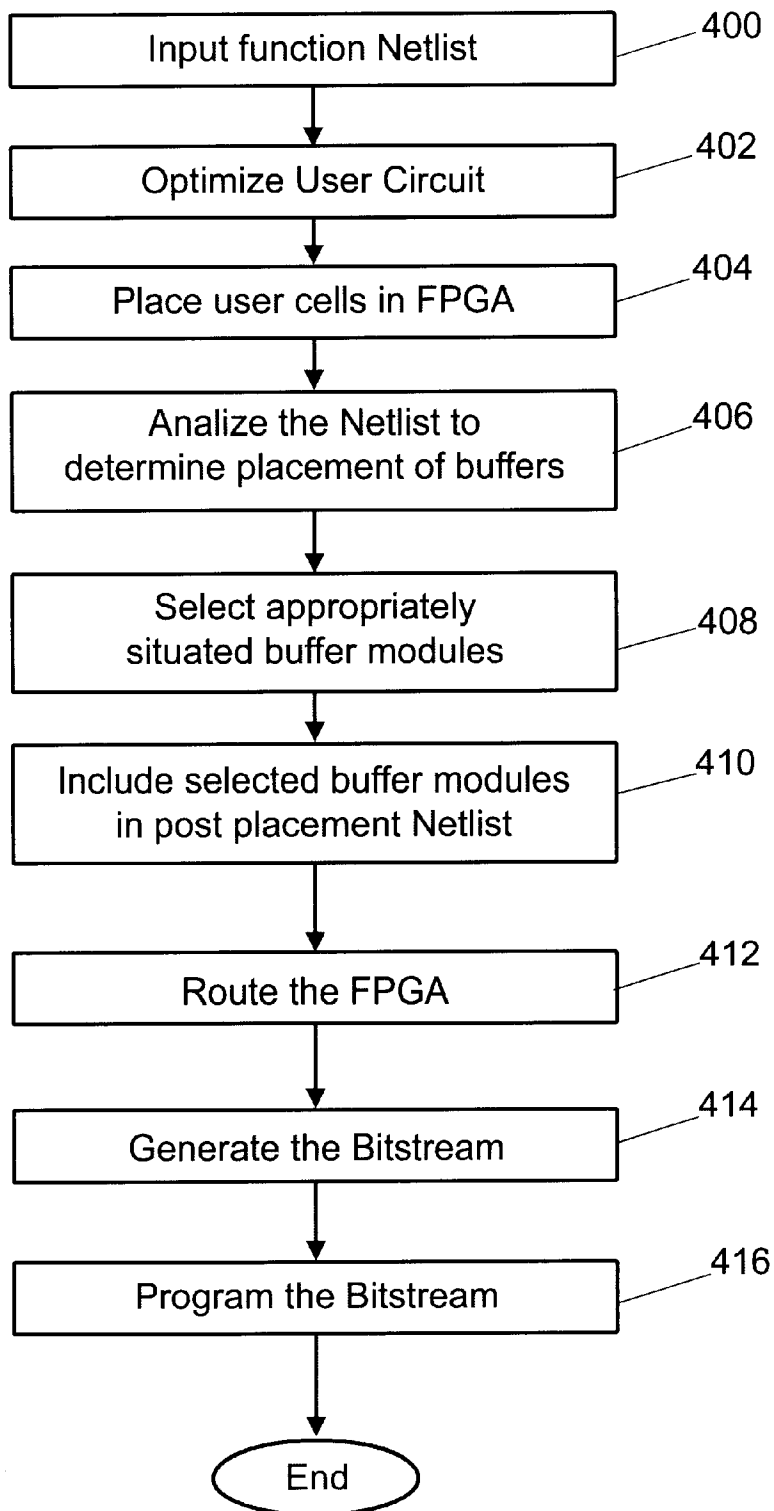 Input function Netlist
400
Optimize User Circuit
402
Place user cells in FPGA
404
Analize the Netlist to
determine placement of buffers
406
Select appropriately
situated buffer modules
408
Include selected buffer modules
in post placement Netlist
410
Route the FPGA
412
Generate the Bitstream
414
Program the Bitstream
416
End